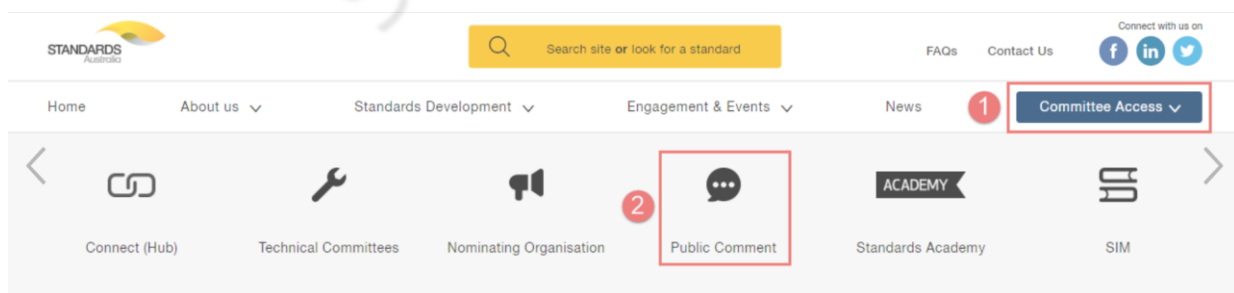 Connect with us on
STANDARDS
Australia
Search site or look for a standard
FAQs
Contact Us
f in
Home
About us
Standards Development
Engagement & Events
News
1
Committee Access
2
ACADEMY
Connect (Hub)
Technical Committees
Nominating Organisation
Public Comment
Standards Academy
SIM